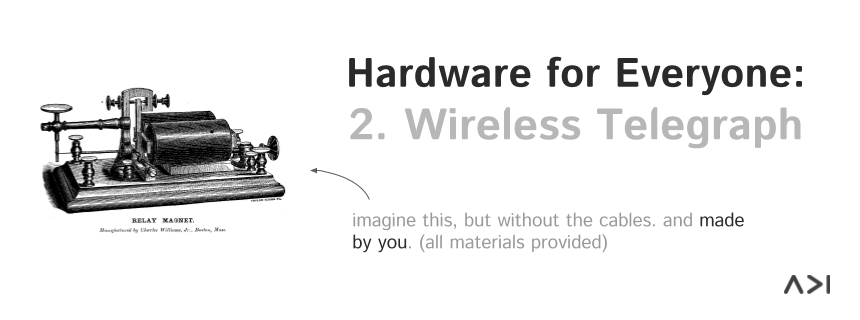 Hardware for Everyone:
2. Wireless Telegraph
RELAY MAGNET.
Manufactured by Charles Williams, Jr., Boston, Mass.
imagine this, but without the cables. and made
by you. (all materials provided)